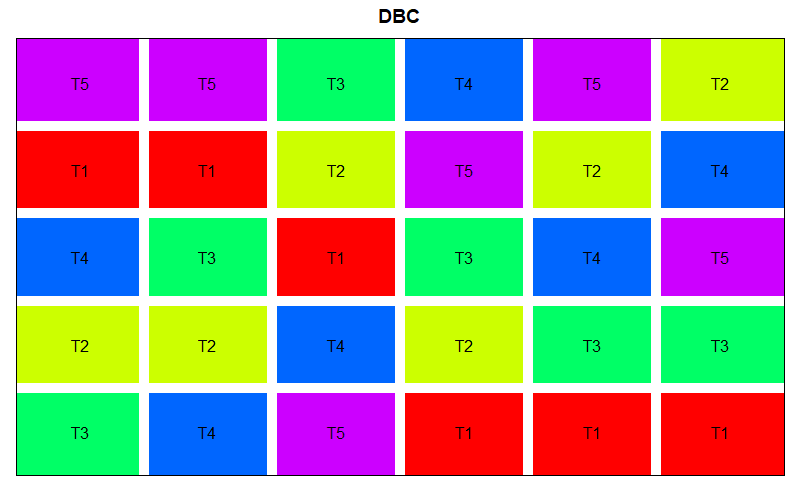 DBC
T5 T5 T3 T4 T5 T2
T1 T1 T2 T5 T2 T4
T4 T3 T1 T3 T4 T5
T2 T2 T4 T2 T3 T3
T3 T4 T5 T1 T1 T1